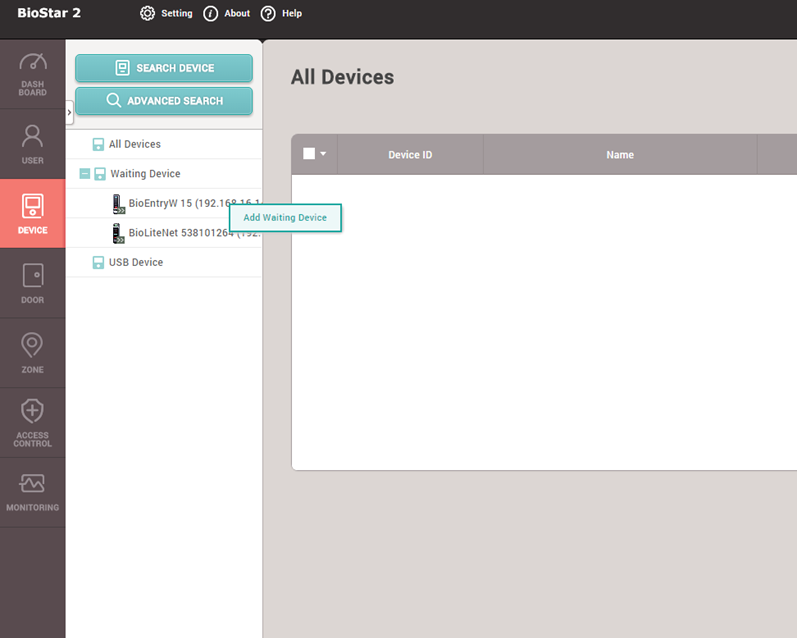 BioStar 2
Setting
About
Help
DASH
BOARD
USER
DEVICE
DOOR
ZONE
ACCESS
CONTROL
MONITORING
SEARCH DEVICE
ADVANCED SEARCH
All Devices
Waiting Device
BioEntryW 15 (192.168.16.1
BioLiteNet 538101264 (192.
USB Device
Add Waiting Device
All Devices
Device ID
Name